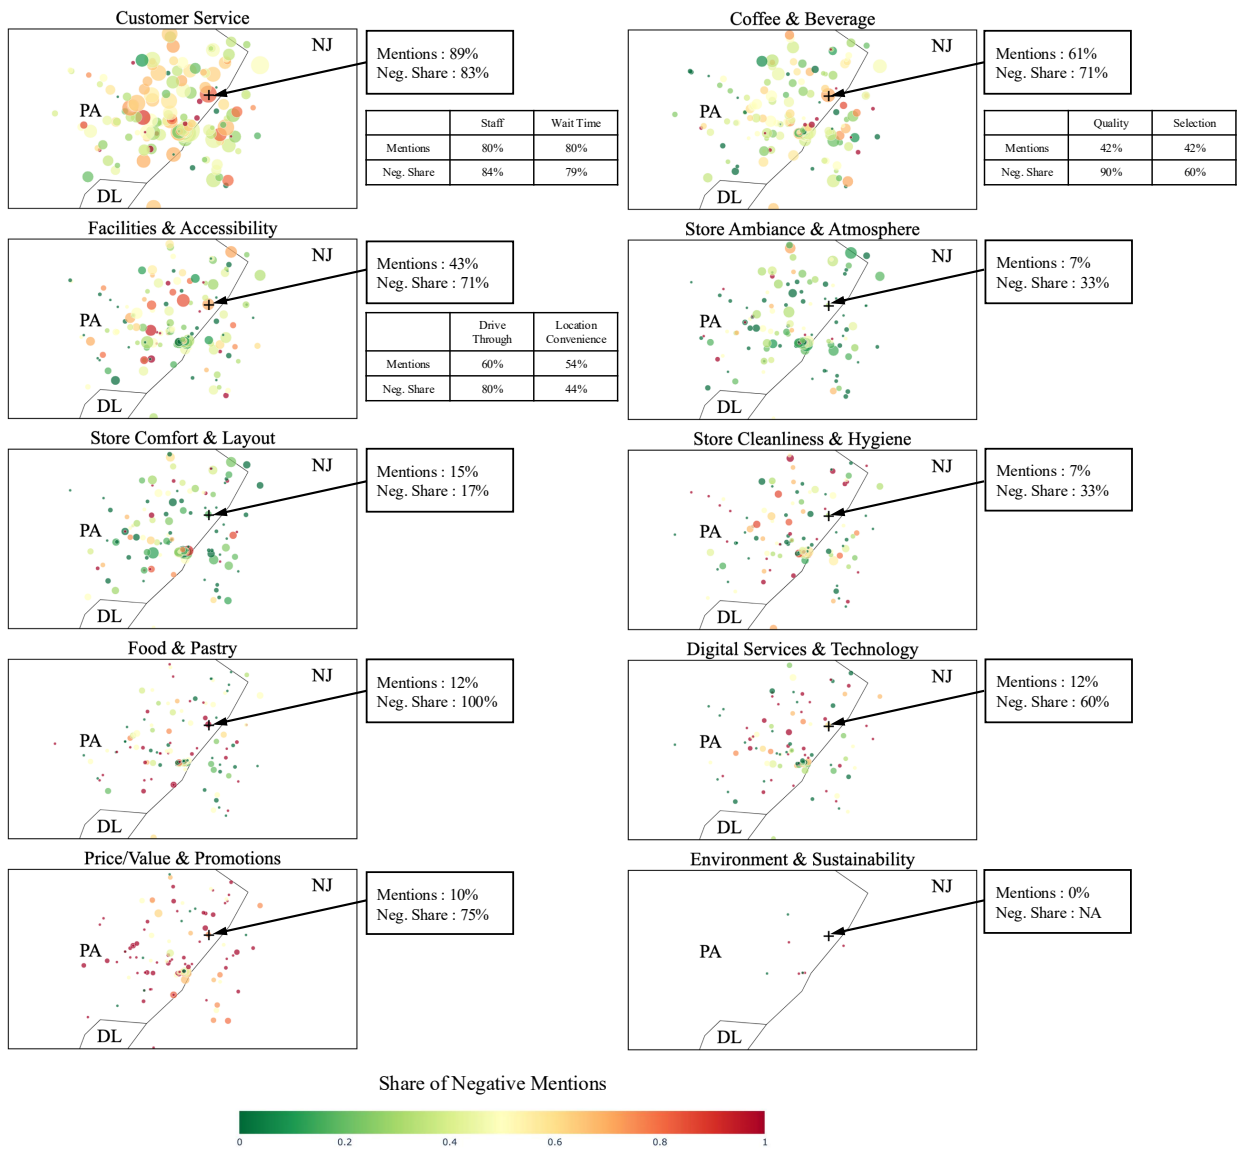 Customer Service
NJ
PA
DL
Mentions : 89%
Neg. Share : 83%
Staff Wait Time
Mentions 80% 80%
Neg. Share 84% 79%
Coffee & Beverage
NJ
PA
DL
Mentions : 61%
Neg. Share : 71%
Quality Selection
Mentions 42% 42%
Neg. Share 90% 60%
Facilities & Accessibility
NJ
PA
DL
Mentions : 43%
Neg. Share : 71%
Drive Location
Through Convenience
Mentions 60% 54%
Neg. Share 80% 44%
Store Ambiance & Atmosphere
NJ
PA
DL
Mentions : 7%
Neg. Share : 33%
Store Comfort & Layout
NJ
PA
DL
Mentions : 15%
Neg. Share : 17%
Store Cleanliness & Hygiene
NJ
PA
DL
Mentions : 7%
Neg. Share : 33%
Food & Pastry
NJ
PA
DL
Mentions : 12%
Neg. Share : 100%
Digital Services & Technology
NJ
PA
DL
Mentions : 12%
Neg. Share : 60%
Price/Value & Promotions
NJ
PA
DL
Mentions : 10%
Neg. Share : 75%
Environment & Sustainability
NJ
PA
DL
Mentions : 0%
Neg. Share : NA
Share of Negative Mentions
0 0.2 0.4 0.6 0.8 1